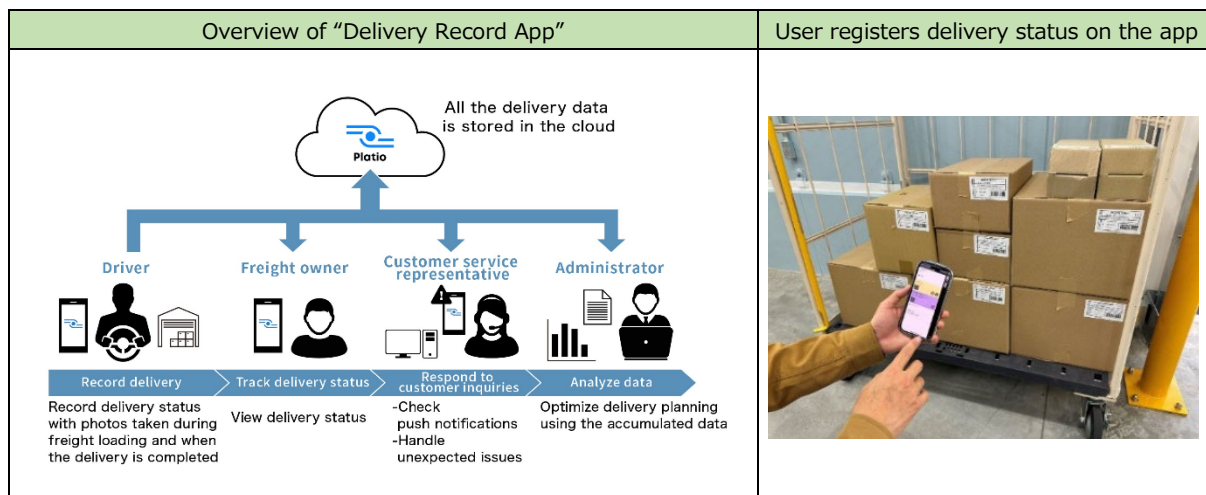 Overview of “Delivery Record App”
User registers delivery status on the app
All the delivery data
is stored in the cloud
Platio
Driver
Freight owner
Customer service
representative
Administrator
Record delivery
Track delivery status
Respond to
customer inquiries
Analyze data
Record delivery status
with photos taken during
freight loading and when
the delivery is completed
View delivery status
-Check
push notifications
-Handle
unexpected issues
Optimize delivery planning
using the accumulated data